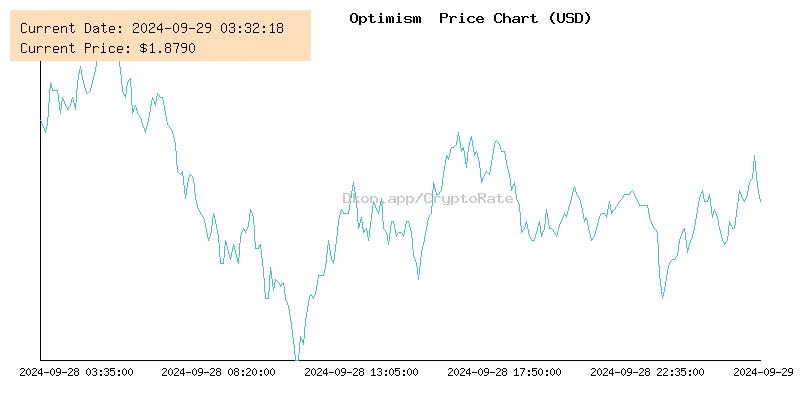 Optimism Price Chart (USD)
Current Date: 2024-09-29 03:32:18
Current Price: $1.8790
Dkon.app/CryptoRate
2024-09-28 03:35:00 2024-09-28 08:20:00 2024-09-28 13:05:00 2024-09-28 17:50:00 2024-09-28 22:35:00 2024-09-29